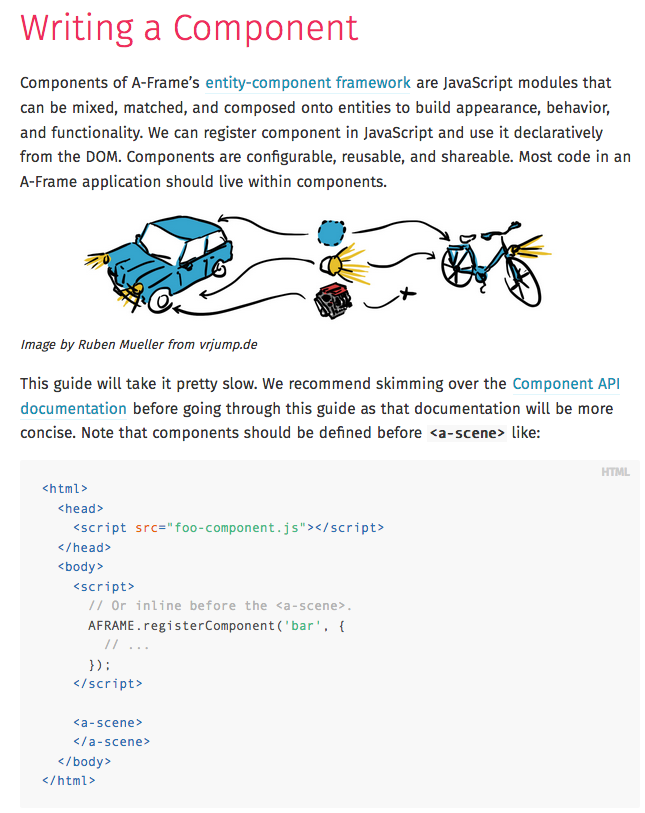 Writing a Component
Components of A-Frame’s entity-component framework are JavaScript modules that
can be mixed, matched, and composed onto entities to build appearance, behavior,
and functionality. We can register component in JavaScript and use it declaratively
from the DOM. Components are configurable, reusable, and shareable. Most code in an
A-Frame application should live within components.
Image by Ruben Mueller from vrjump.de
This guide will take it pretty slow. We recommend skimming over the Component API
documentation before going through this guide as that documentation will be more
concise. Note that components should be defined before <a-scene> like:
HTML
<html>
  <head>
    <script src="foo-component.js"></script>
  </head>
  <body>
    <script>
      // Or inline before the <a-scene>.
      AFRAME.registerComponent('bar', {
        // ...
      });
    </script>

    <a-scene>
    </a-scene>
  </body>
</html>